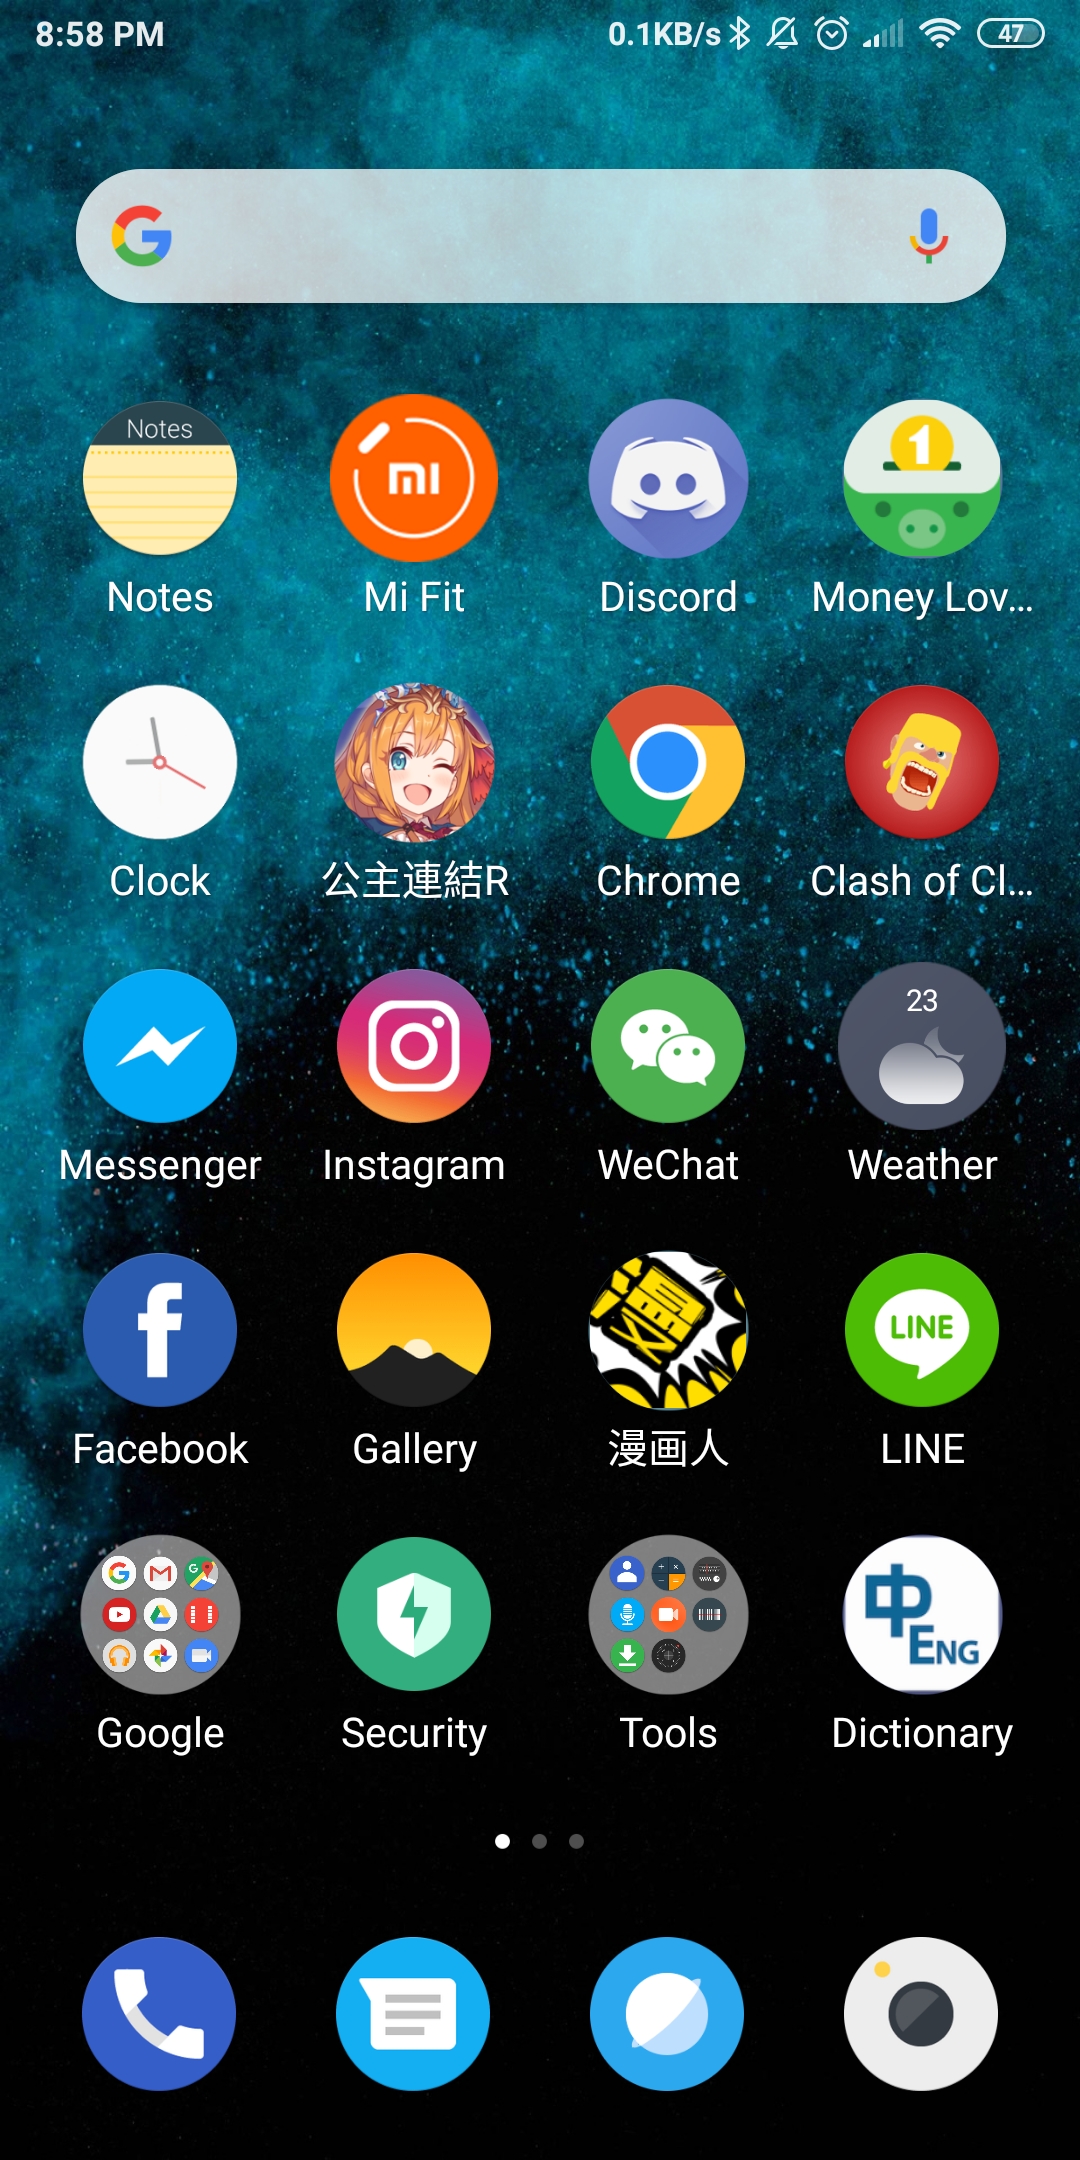 8:58 PM 0.1KB/s 47
Notes
1
Notes Mi Fit Discord Money Lov...
Clock 公主連結R Chrome Clash of Cl...
23
Messenger Instagram WeChat Weather
LINE
Facebook Gallery 漫画人 LINE
中
ENG
Google Security Tools Dictionary